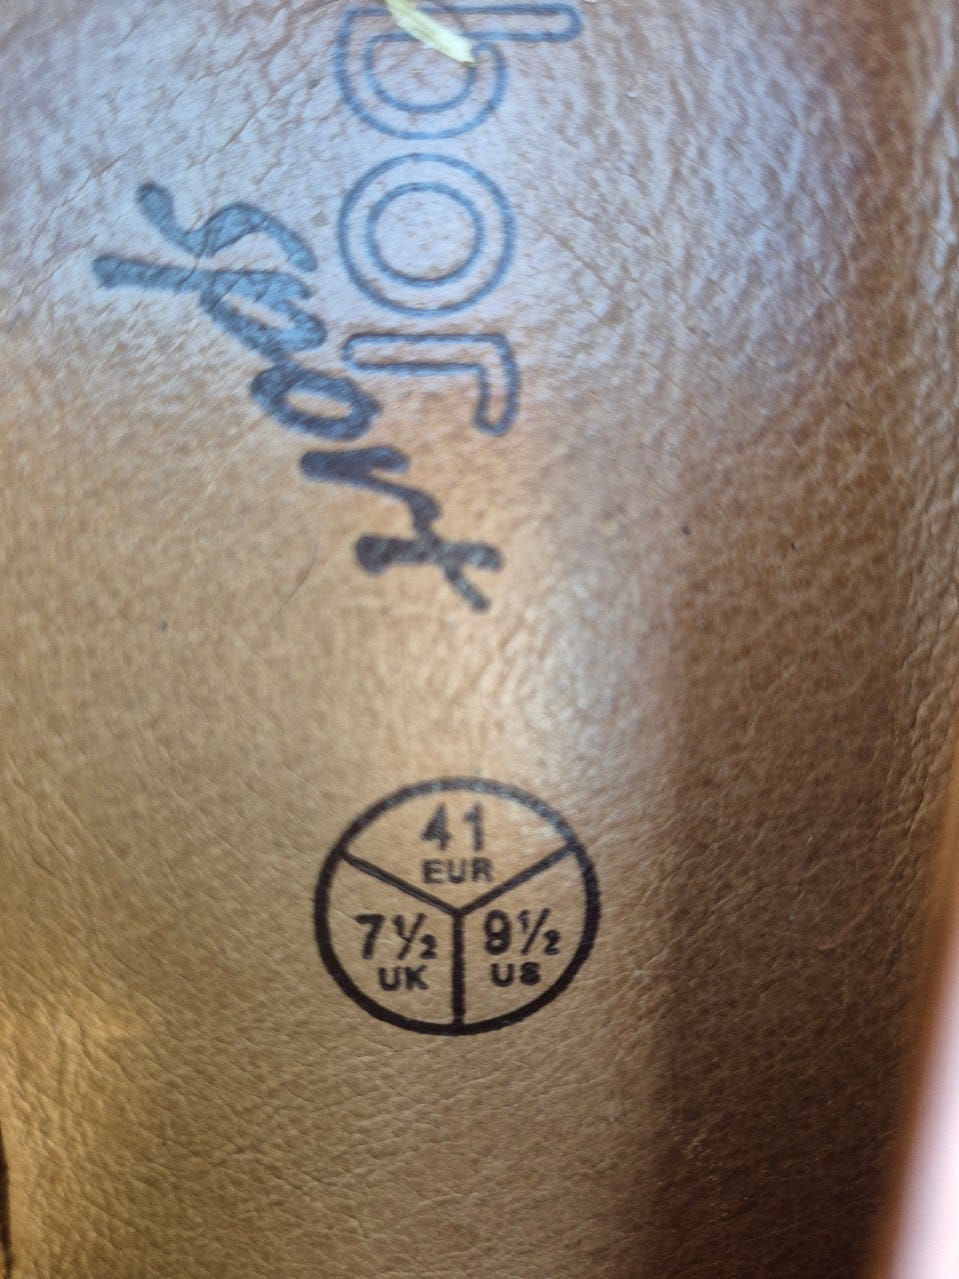 bor
sport
41
EUR
7½ 9½
UK US